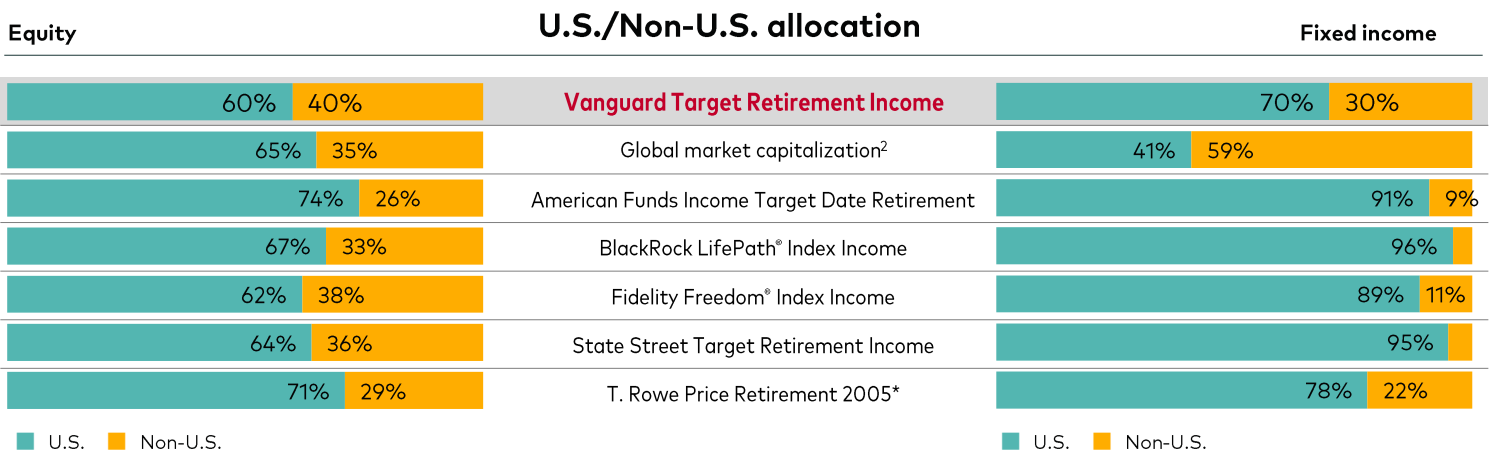 U.S./Non-U.S. allocation
Equity Fixed income
60% 40% Vanguard Target Retirement Income 70% 30%
65% 35% Global market capitalization² 41% 59%
74% 26% American Funds Income Target Date Retirement 91% 9%
67% 33% BlackRock LifePath® Index Income 96%
62% 38% Fidelity Freedom® Index Income 89% 11%
64% 36% State Street Target Retirement Income 95%
71% 29% T. Rowe Price Retirement 2005* 78% 22%
U.S. Non-U.S. U.S. Non-U.S.